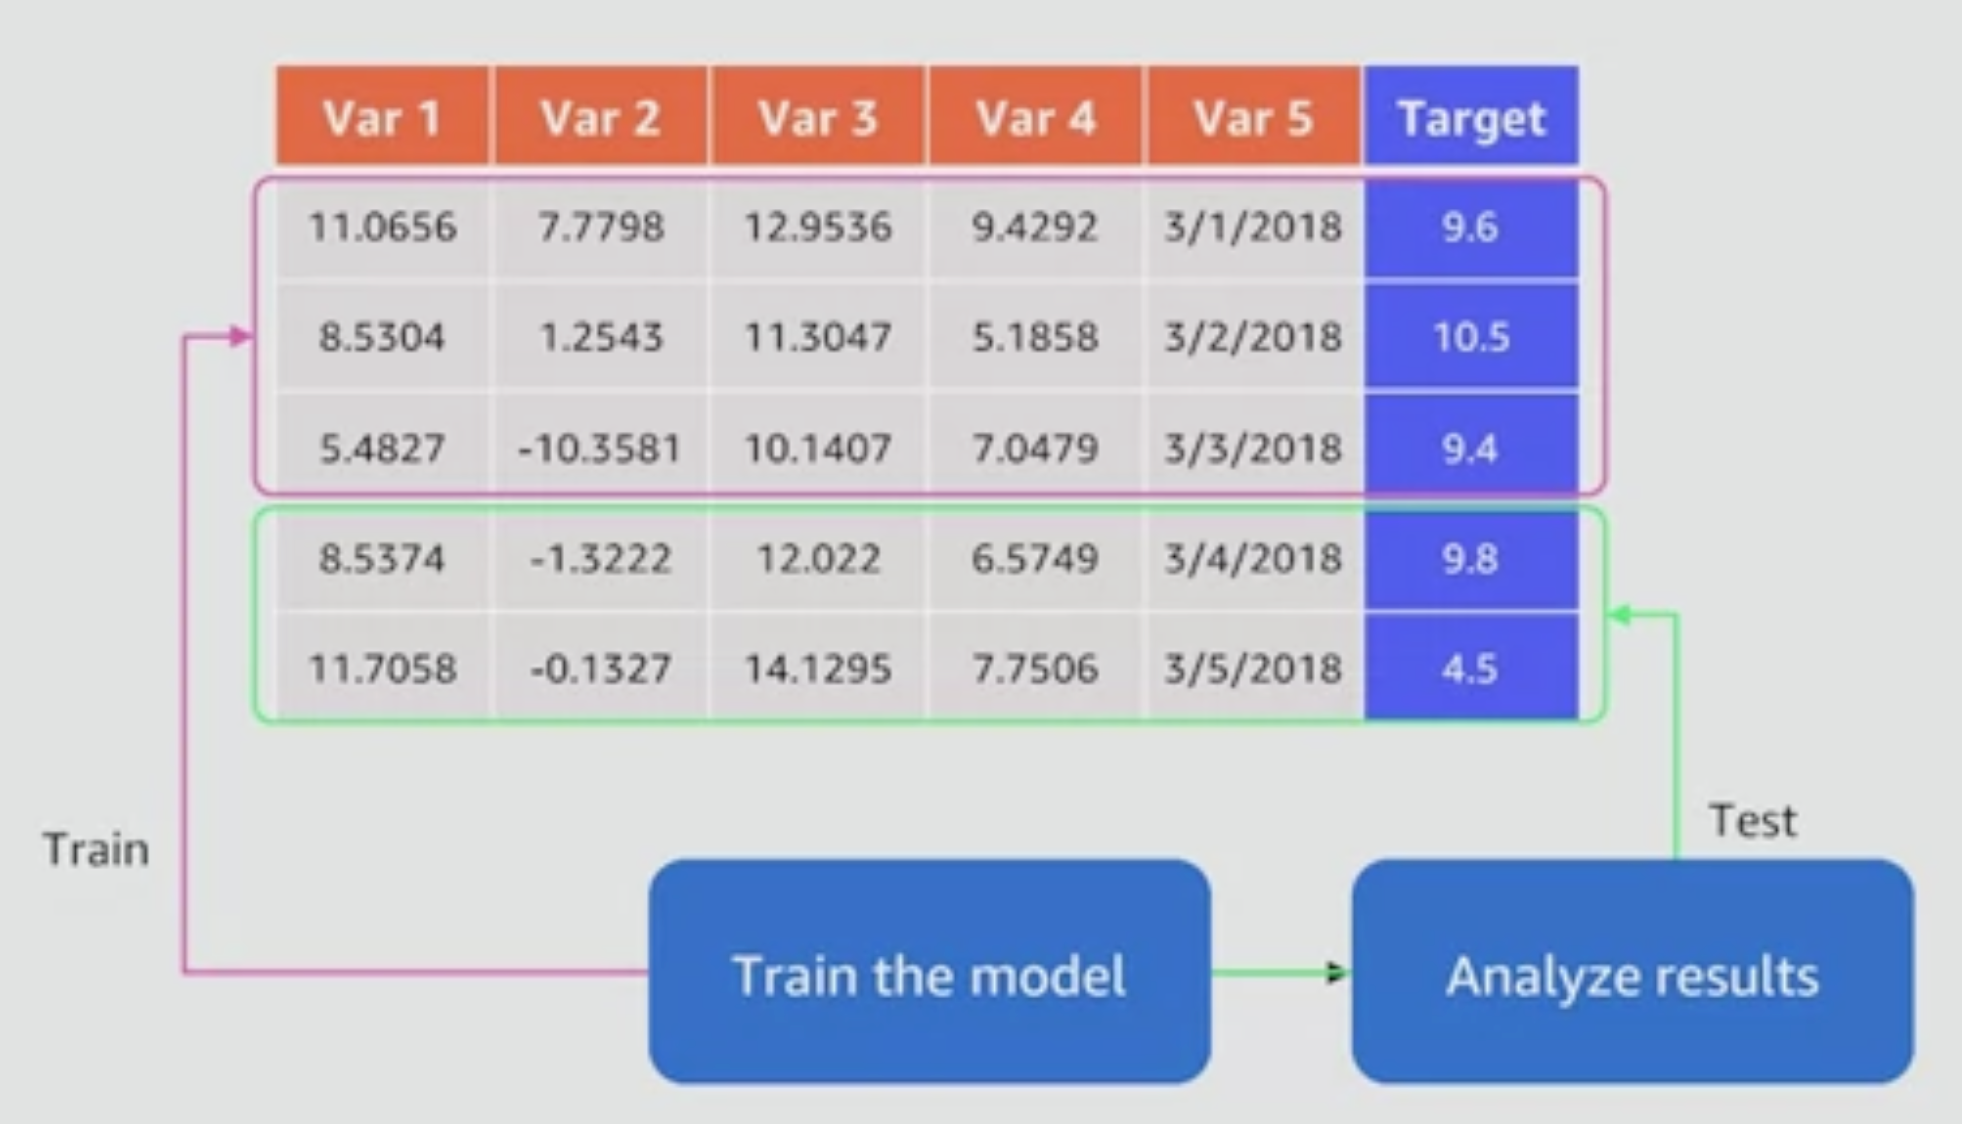 Var 1 Var 2 Var 3 Var 4 Var 5 Target
11.0656 7.7798 12.9536 9.4292 3/1/2018 9.6
8.5304 1.2543 11.3047 5.1858 3/2/2018 10.5
5.4827 -10.3581 10.1407 7.0479 3/3/2018 9.4
8.5374 -1.3222 12.022 6.5749 3/4/2018 9.8
11.7058 -0.1327 14.1295 7.7506 3/5/2018 4.5
Train
Test
Train the model
Analyze results